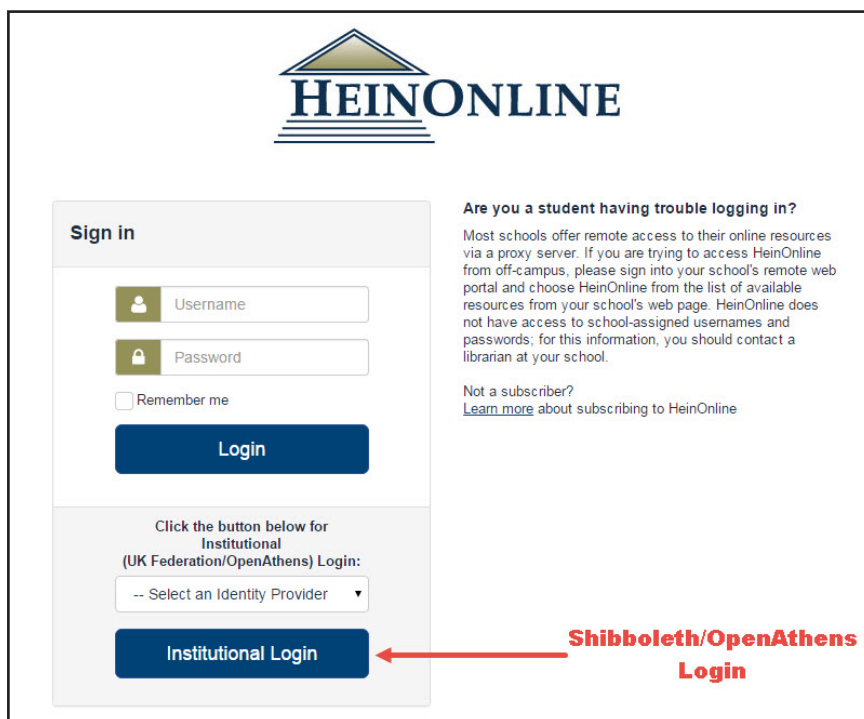 HEINONLINE
Sign in
Username
Password
Remember me
Login
Click the button below for
Institutional
(UK Federation/OpenAthens) Login:
-- Select an Identity Provider
Institutional Login
Are you a student having trouble logging in?
Most schools offer remote access to their online resources
via a proxy server. If you are trying to access HeinOnline
from off-campus, please sign into your school's remote web
portal and choose HeinOnline from the list of available
resources from your school's web page. HeinOnline does
not have access to school-assigned usernames and
passwords; for this information, you should contact a
librarian at your school.
Not a subscriber?
Learn more about subscribing to HeinOnline
Shibboleth/OpenAthens
Login